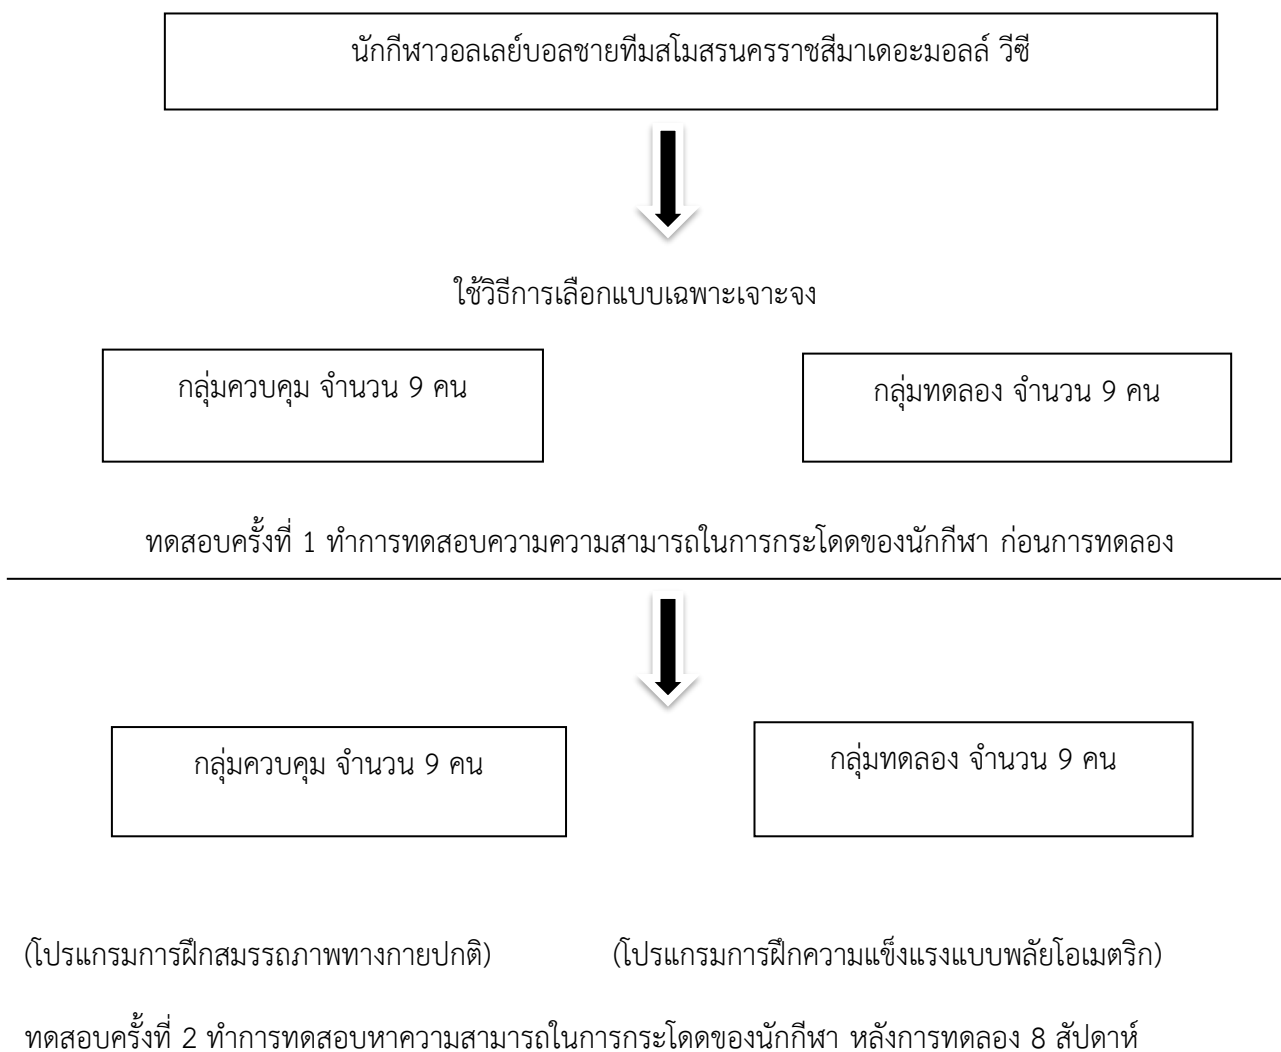 นักกีฬาวอลเลย์บอลชายทีมสโมสรนครราชสีมาเดอะมอลล์ วีซี
ใช้วิธีการเลือกแบบเฉพาะเจาะจง
กลุ่มควบคุม จำนวน 9 คน
กลุ่มทดลอง จำนวน 9 คน
ทดสอบครั้งที่ 1 ทำการทดสอบความความสามารถในการกระโดดของนักกีฬา ก่อนการทดลอง
กลุ่มควบคุม จำนวน 9 คน
กลุ่มทดลอง จำนวน 9 คน
(โปรแกรมการฝึกสมรรถภาพทางกายปกติ)
(โปรแกรมการฝึกความแข็งแรงแบบพลัยโอเมตริก)
ทดสอบครั้งที่ 2 ทำการทดสอบหาความสามารถในการกระโดดของนักกีฬา หลังการทดลอง 8 สัปดาห์